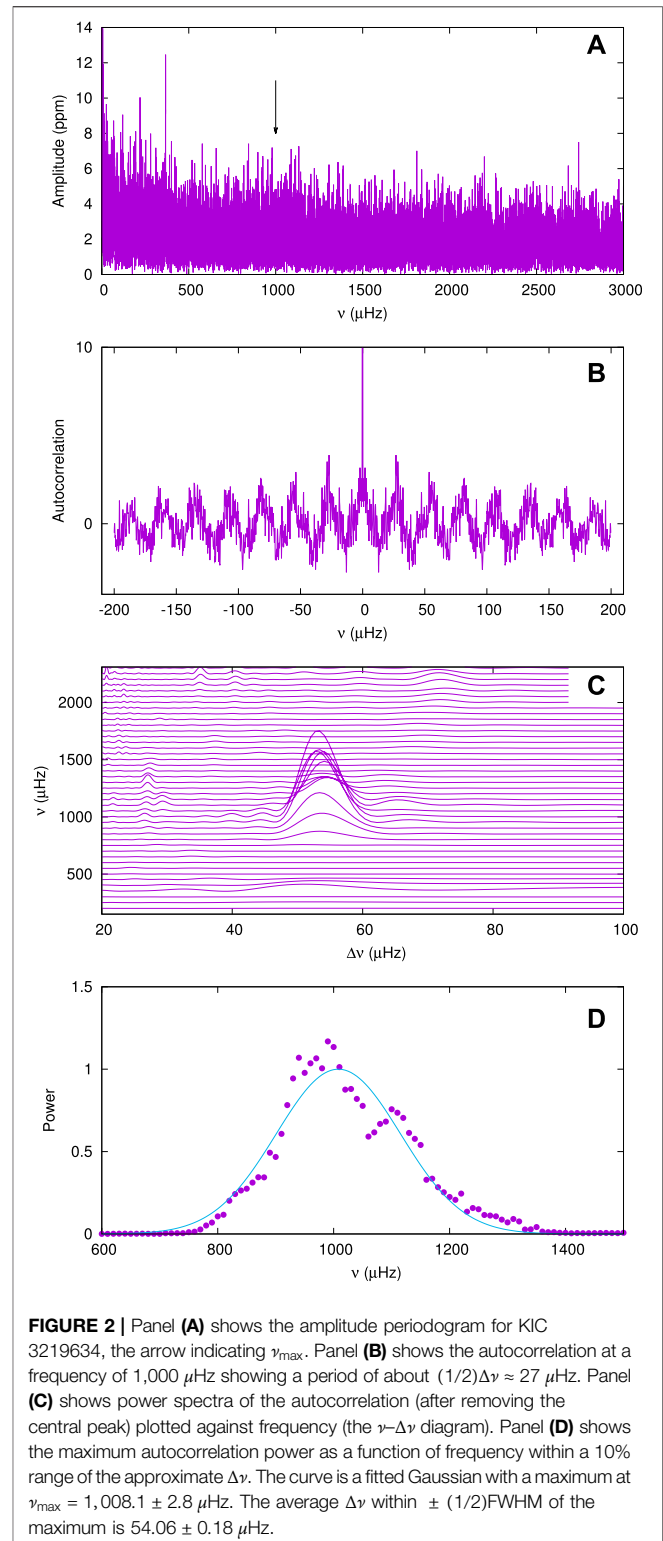 A
14
12
10
8
6
4
2
0
Amplitude (ppm)
0 500 1000 1500 2000 2500 3000
ν (μHz)
B
10
0
Autocorrelation
-200 -150 -100 -50 0 50 100 150 200
ν (μHz)
C
2000
1500
1000
500
ν (μHz)
20 40 60 80 100
Δν (μHz)
D
1.5
1
0.5
0
Power
600 800 1000 1200 1400
ν (μHz)
FIGURE 2 | Panel (A) shows the amplitude periodogram for KIC
3219634, the arrow indicating νmax. Panel (B) shows the autocorrelation at a
frequency of 1,000 μHz showing a period of about (1/2)Δν ≈ 27 μHz. Panel
(C) shows power spectra of the autocorrelation (after removing the
central peak) plotted against frequency (the ν–Δν diagram). Panel (D) shows
the maximum autocorrelation power as a function of frequency within a 10%
range of the approximate Δν. The curve is a fitted Gaussian with a maximum at
νmax = 1, 008.1 ± 2.8 μHz. The average Δν within ± (1/2)FWHM of the
maximum is 54.06 ± 0.18 μHz.